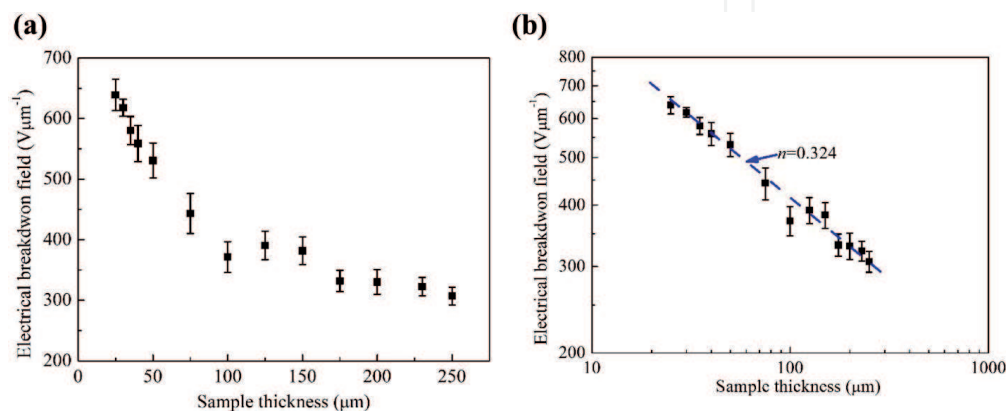 (a)
700
600
500
400
300
200
0 50 100 150 200 250
Sample thickness (μm)
Electrical breakdwon field (Vμm⁻¹)
(b)
800
700
600
500
400
300
200
10 100 1000
Sample thickness (μm)
Electrical breakdown field (Vμm⁻¹)
n=0.324